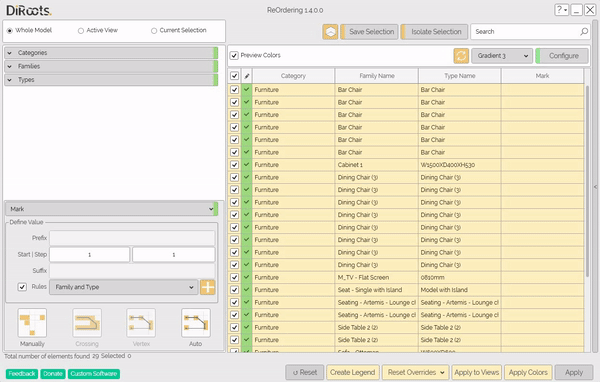 DiRoots.
ReOrdering 1.4.0.0
?
Whole Model
Active View
Current Selection
Save Selection
Isolate Selection
Search
Categories
Families
Types
Preview Colors
Gradient 3
Configure
Category Family Name Type Name Mark
Furniture Bar Chair Bar Chair
Furniture Bar Chair Bar Chair
Furniture Bar Chair Bar Chair
Furniture Bar Chair Bar Chair
Furniture Bar Chair Bar Chair
Furniture Bar Chair Bar Chair
Furniture Cabinet 1 W1500XD400XH530
Furniture Dining Chair (3) Dining Chair (3)
Furniture Dining Chair (3) Dining Chair (3)
Furniture Dining Chair (3) Dining Chair (3)
Furniture Dining Chair (3) Dining Chair (3)
Furniture Dining Chair (3) Dining Chair (3)
Furniture Dining Chair (3) Dining Chair (3)
Furniture Dining Chair (3) Dining Chair (3)
Furniture Dining Chair (3) Dining Chair (3)
Furniture M_TV - Flat Screen 0810mm
Furniture Seat - Single with Island Model with Island
Furniture Seating - Artemis - Lounge cl Seating - Artemis - Lounge cl
Furniture Seating - Artemis - Lounge cl Seating - Artemis - Lounge cl
Furniture Side Table 2 (2) Side Table 2 (2)
Furniture Side Table 2 (2) Side Table 2 (2)
Mark
Define Value
Prefix
Start | Step 1 1
Suffix
Rules Family and Type
Manually
Crossing
Vertex
Auto
Total number of elements found: 29 Selected: 0
Feedback
Donate
Custom Software
Reset
Create Legend
Reset Overrides
Apply to Views
Apply Colors
Apply